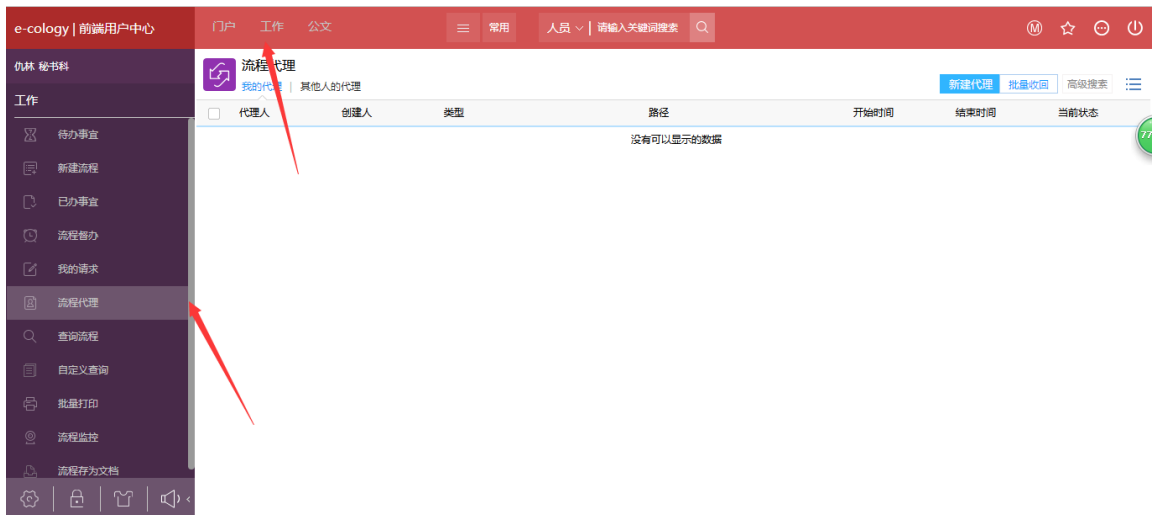 e-cology | 前端用户中心
门户 工作 公文 常用 人员 请输入关键词搜索 M
仇林 秘书科
工作
待办事宜
新建流程
已办事宜
流程督办
我的请求
流程代理
查询流程
自定义查询
批量打印
流程监控
流程存为文档
流程代理
我的代理 | 其他人的代理
新建代理 批量收回 高级搜索
代理人 创建人 类型 路径 开始时间 结束时间 当前状态
没有可以显示的数据